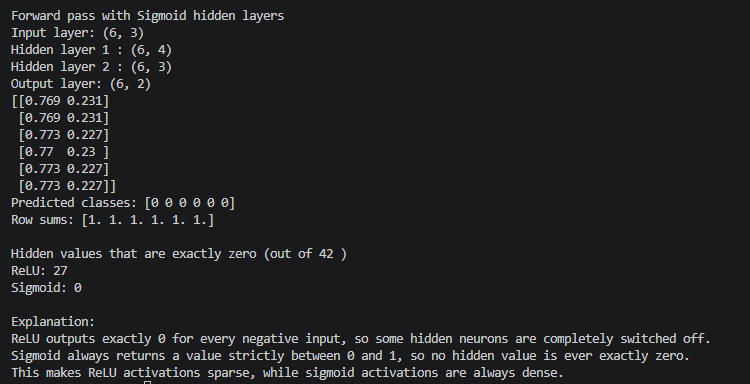 Forward pass with Sigmoid hidden layers
Input layer: (6, 3)
Hidden layer 1 : (6, 4)
Hidden layer 2 : (6, 3)
Output layer: (6, 2)
[[0.769 0.231]
 [0.769 0.231]
 [0.773 0.227]
 [0.77  0.23 ]
 [0.773 0.227]
 [0.773 0.227]]
Predicted classes: [0 0 0 0 0 0]
Row sums: [1. 1. 1. 1. 1. 1.]

Hidden values that are exactly zero (out of 42 )
ReLU: 27
Sigmoid: 0

Explanation:
ReLU outputs exactly 0 for every negative input, so some hidden neurons are completely switched off.
Sigmoid always returns a value strictly between 0 and 1, so no hidden value is ever exactly zero.
This makes ReLU activations sparse, while sigmoid activations are always dense.